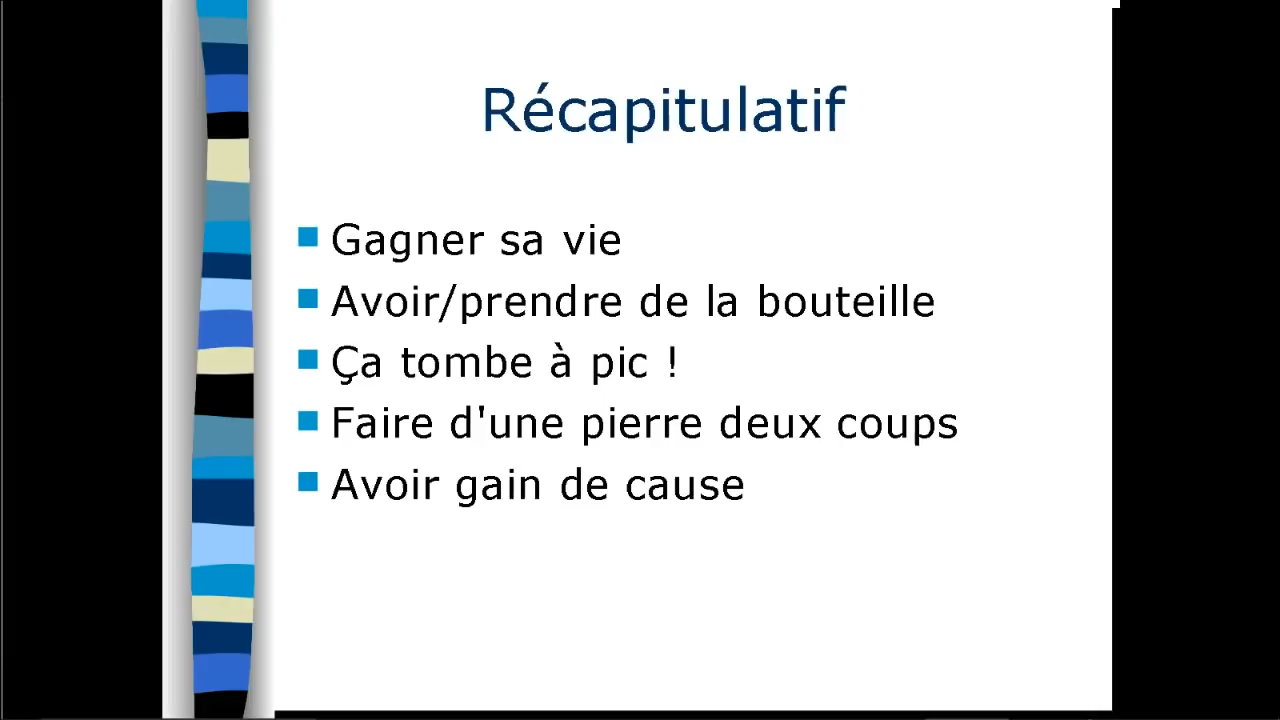 Récapitulatif
Gagner sa vie
Avoir/prendre de la bouteille
Ça tombe à pic !
Faire d'une pierre deux coups
Avoir gain de cause